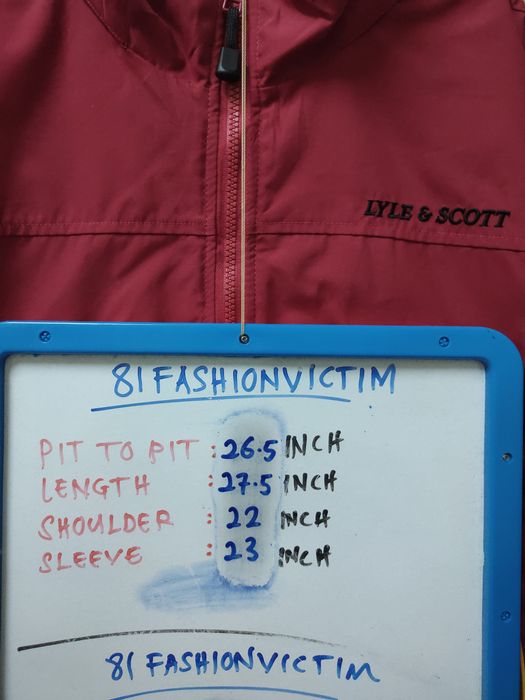 LYLE & SCOTT
81 FASHIONVICTIM
PIT TO PIT : 26.5 INCH
LENGTH : 27.5 INCH
SHOULDER : 22 INCH
SLEEVE : 23 INCH
81 FASHIONVICTIM